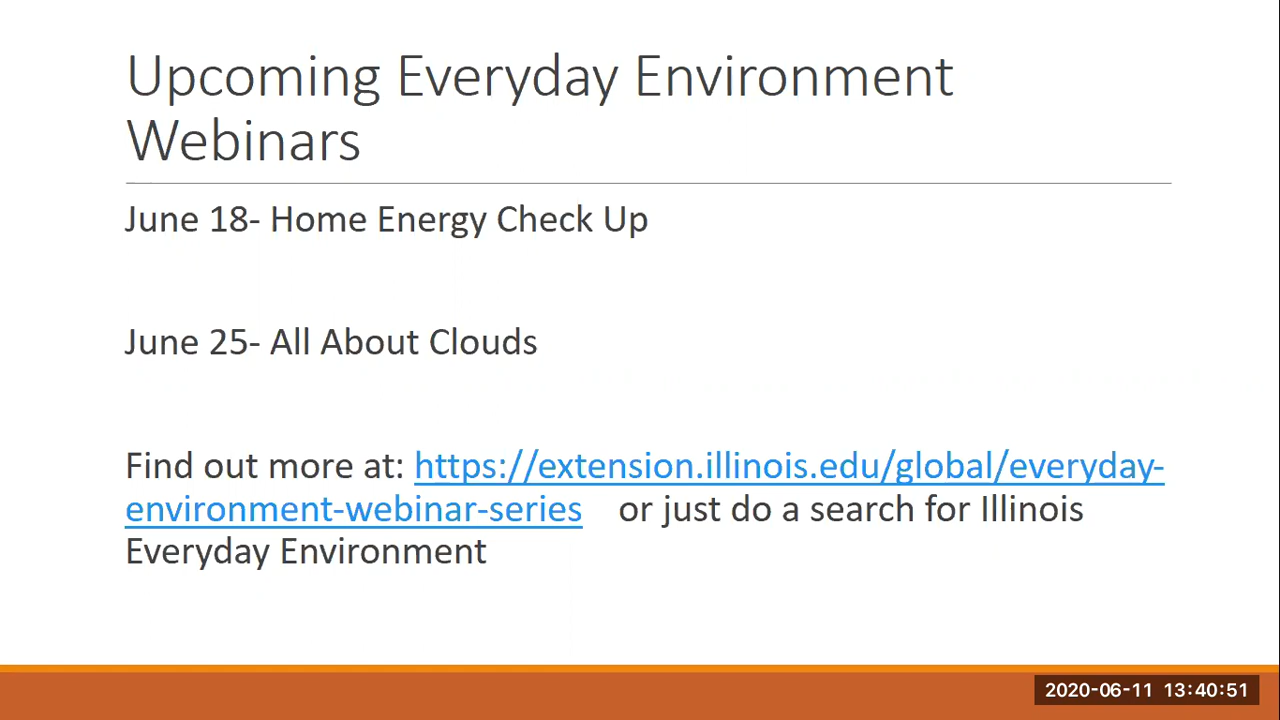 Upcoming Everyday Environment
Webinars
June 18- Home Energy Check Up
June 25- All About Clouds
Find out more at: https://extension.illinois.edu/global/everyday-
environment-webinar-series or just do a search for Illinois
Everyday Environment
2020-06-11 13:40:51